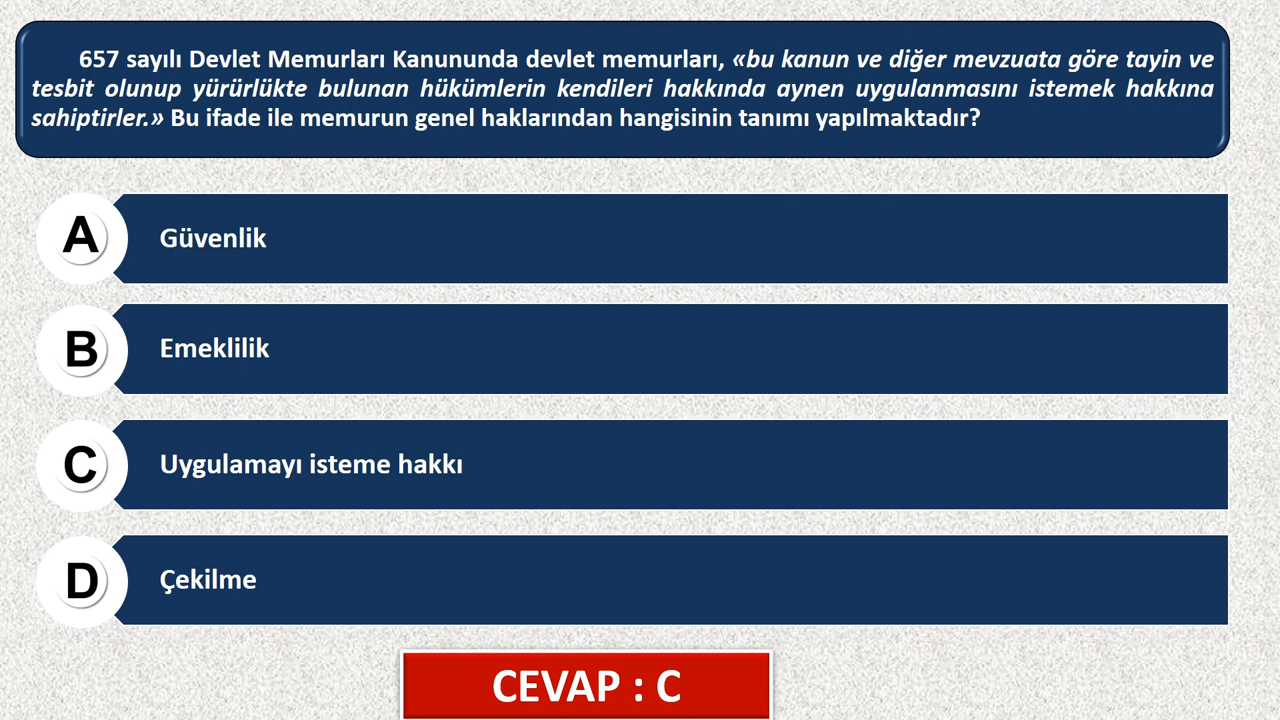 657 sayılı Devlet Memurları Kanununda devlet memurları, «bu kanun ve diğer mevzuata göre tayin ve
tesbit olunup yürürlükte bulunan hükümlerin kendileri hakkında aynen uygulanmasını istemek hakkına
sahiptirler.» Bu ifade ile memurun genel haklarından hangisinin tanımı yapılmaktadır?
A Güvenlik
B Emeklilik
C Uygulamayı isteme hakkı
D Çekilme
CEVAP : C